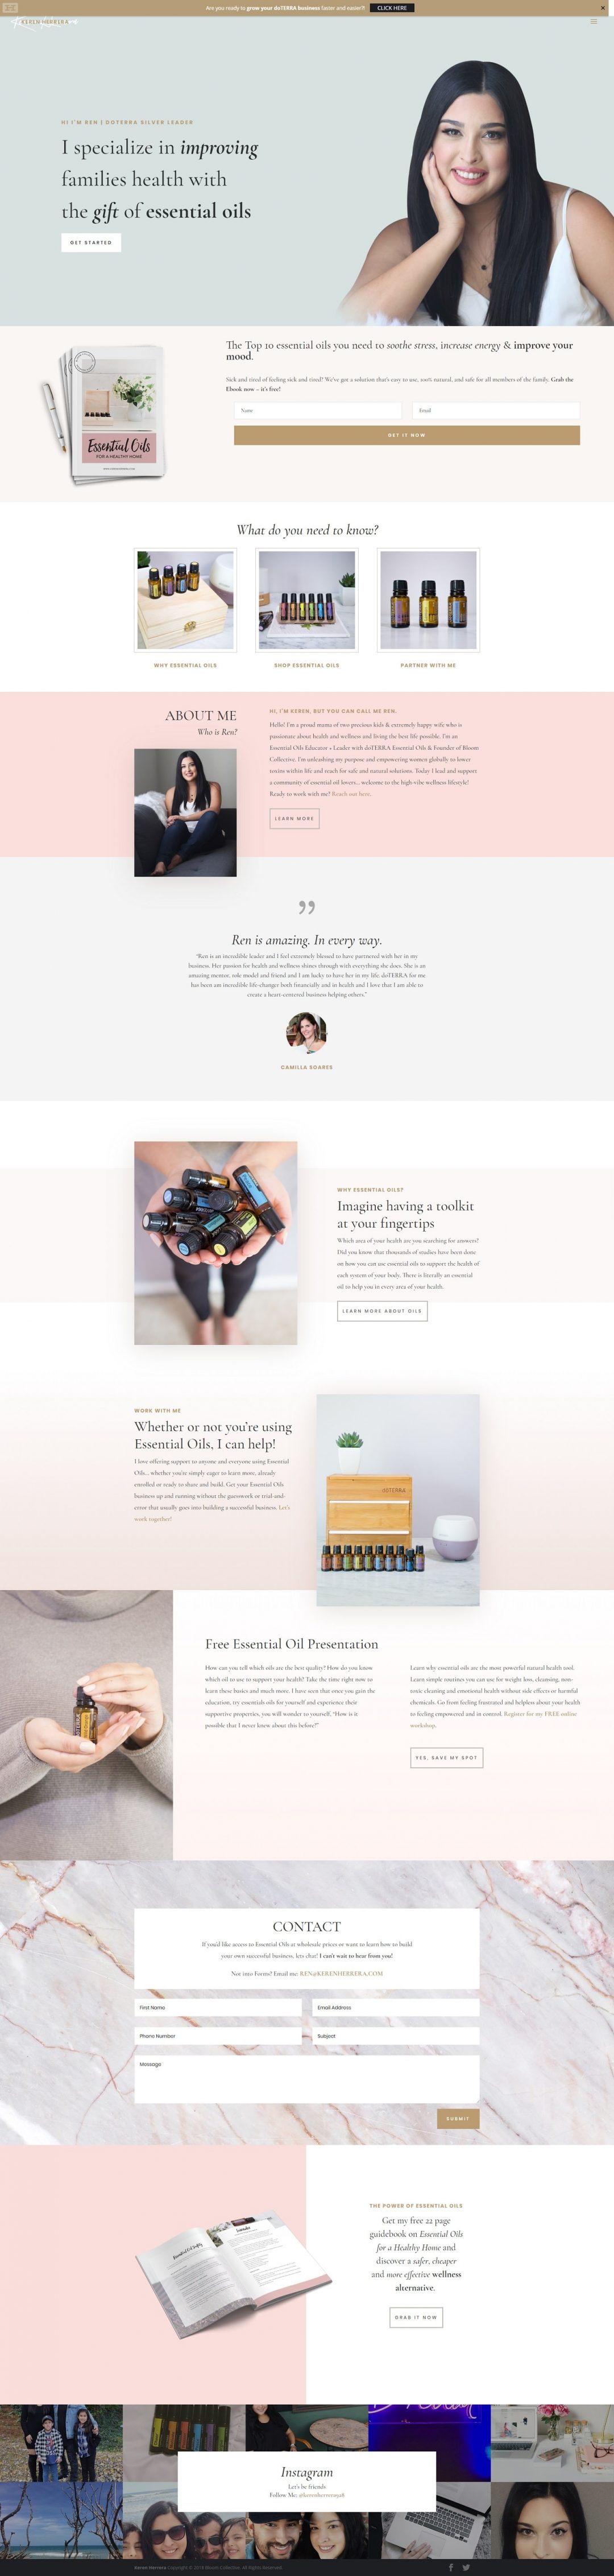 Are you ready to grow your doTERRA business faster and easier?! CLICK HERE
KEREN HERRERA
HI I'M REN | DOTERRA SILVER LEADER
I specialize in improving
families health with
the gift of essential oils
GET STARTED
The Top 10 essential oils you need to soothe stress, increase energy & improve your
mood.
Sick and tired of feeling sick and tired? We've got a solution that's easy to use, 100% natural, and safe for all members of the family. Grab the
Ebook now – it's free!
Name
Email
GET IT NOW
Essential Oils
FOR A HEALTHY HOME
What do you need to know?
WHY ESSENTIAL OILS
SHOP ESSENTIAL OILS
PARTNER WITH ME
ABOUT ME
Who is Ren?
HI, I'M KEREN, BUT YOU CAN CALL ME REN.
Hello! I'm a proud mama of two precious kids & extremely happy wife who is
passionate about health and wellness and living the best life possible. I'm an
Essential Oils Educator + Leader with doTERRA Essential Oils & Founder of Bloom
Collective. I'm unleashing my purpose and empowering women globally to lower
toxins within life and reach for safe and natural solutions. Today I lead and support
a community of essential oil lovers... welcome to the high-vibe wellness lifestyle!
Ready to work with me? Reach out here.
LEARN MORE
”
Ren is amazing. In every way.
“Ren is an incredible leader and I feel extremely blessed to have partnered with her in my
business. Her passion for health and wellness shines through with everything she does. She is an
amazing mentor, role model and friend and I am lucky to have her in my life. doTERRA for me
has been am incredible life-changer both financially and in health and I love that I am able to
create a heart-centered business helping others.”
CAMILLA SOARES
WHY ESSENTIAL OILS?
Imagine having a toolkit
at your fingertips
Which area of your health are you searching for answers?
Did you know that thousands of studies have been done
on how you can use essential oils to support the health of
each system of your body. There is literally an essential
oil to help you in every area of your health.
LEARN MORE ABOUT OILS
WORK WITH ME
Whether or not you're using
Essential Oils, I can help!
I love offering support to anyone and everyone using Essential
Oils... whether you're simply eager to learn more, already
enrolled or ready to share and build. Get your Essential Oils
business up and running without the guesswork or trial-and-
error that usually goes into building a successful business. Let's
work together!
doTERRA
Free Essential Oil Presentation
How can you tell which oils are the best quality? How do you know
which oil to use to support your health? Take the time right now to
learn these basics and much more. I have seen that once you gain the
education, try essentials oils for yourself and experience their
supportive properties, you will wonder to yourself, “How is it
possible that I never knew about this before?”
Learn why essential oils are the most powerful natural health tool.
Learn simple routines you can use for weight loss, cleansing, non-
toxic cleaning and emotional health without side effects or harmful
chemicals. Go from feeling frustrated and helpless about your health
to feeling empowered and in control. Register for my FREE online
workshop.
YES, SAVE MY SPOT
CONTACT
If you'd like access to Essential Oils at wholesale prices or want to learn how to build
your own successful business, lets chat! I can't wait to hear from you!
Not into Forms? Email me: REN@KERENHERRERA.COM
First Name
Email Address
Phone Number
Subject
Message
SUBMIT
THE POWER OF ESSENTIAL OILS
Get my free 22 page
guidebook on Essential Oils
for a Healthy Home and
discover a safer, cheaper
and more effective wellness
alternative.
GRAB IT NOW
Instagram
Let's be friends
Follow Me:
Keren Herrera Copyright © 2018 Bloom Collective. All Rights Reserved.